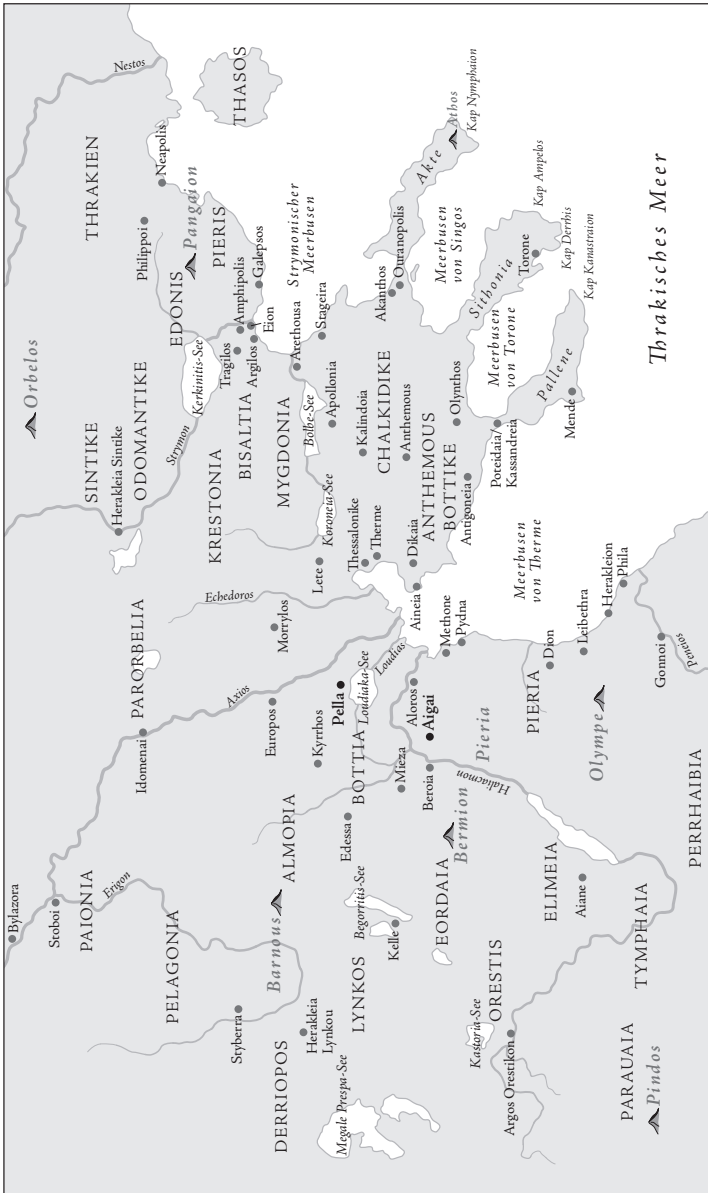 Bylazora
Stoboi
PAIONIA
Erigon
PELAGONIA
Styberra
DERRIOPOS
Barnous
Herakleia
Lynkou
LYNKOS
Megale Prespa-See
Begorritis-See
Kelle
EORDAIA
Bermion
Kastoria-See
ORESTIS
Argos Orestikon
PARAUAIA
Pindos
TYMPHAIA
ELIMEIA
Aiane
PERRHAIBIA
Idomenai
PARORBELIA
Axios
Europos
Kyrrhos
ALMOPIA
Edessa
BOTTIA
Pella
Loudiaka-See
Loudias
Mieza
Beroia
Aloros
Aigai
Haliacmon
Pieria
PIERIA
Olympe
Methone
Pydna
Dion
Leibethra
Herakleion
Phila
Gonnoi
Peneios
Meerbusen
von Therme
Orbelos
SINTIKE
Herakleia Sintike
ODOMANTIKE
Strymon
Kerkinitis-See
KRESTONIA
BISALTIA
MYGDONIA
Echedoros
Morrylos
Lete
Koroneia-See
Bolbe-See
Thessalonike
Therme
Aineia
Dikaia
Kalindoia
CHALKIDIKE
Anthemous
ANTHEMOUS
BOTTIKE
Antigoneia
Olynthos
Poteidaia/
Kassandreia
Apollonia
Arethousa
Stageira
Tragilos
Argilos
Amphipolis
Eion
Galepsos
EDONIS
Pangaion
PIERIS
Philippoi
Neapolis
THRAKIEN
Nestos
THASOS
Strymonischer
Meerbusen
Akanthos
Ouranopolis
Akte
Athos
Kap Nymphaion
Meerbusen
von Singos
Sithonia
Torone
Kap Ampelos
Kap Derrhis
Meerbusen
von Torone
Pallene
Mende
Kap Kanastraion
Thrakisches Meer